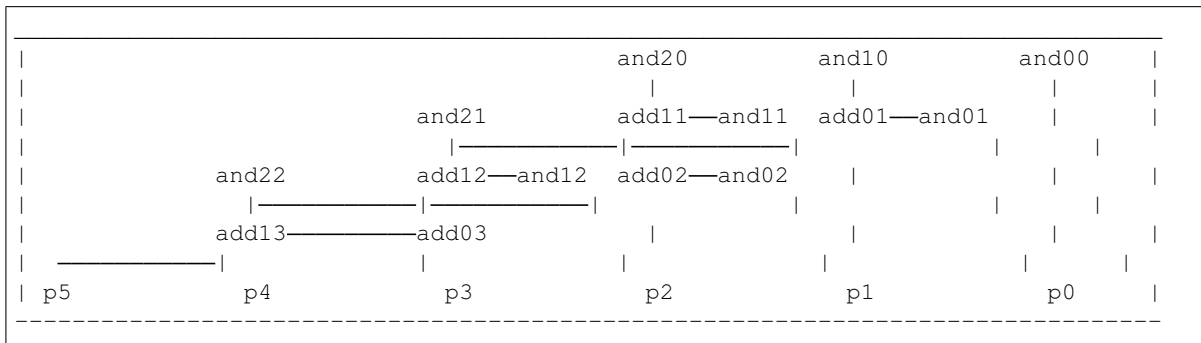 and20 and10 and00
and21 add11 and11 add01 and01
and22 add12 and12 add02 and02
add13 add03
p5 p4 p3 p2 p1 p0